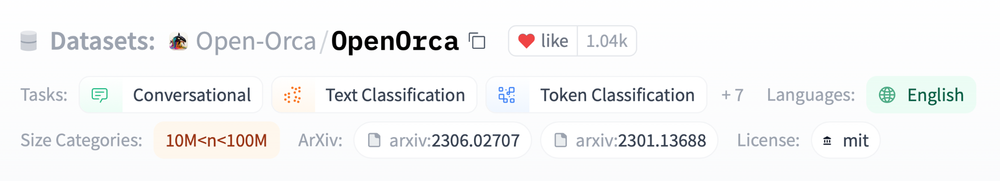 Datasets: Open-Orca/OpenOrca like 1.04k
Tasks: Conversational Text Classification Token Classification + 7 Languages: English
Size Categories: 10M<n<100M ArXiv: arxiv:2306.02707 arxiv:2301.13688 License: mit